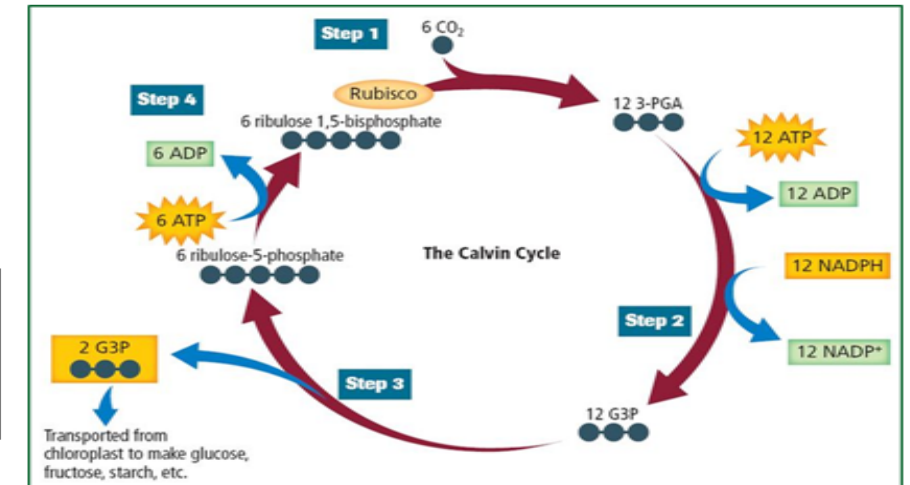 Step 1
6 CO₂
Rubisco
Step 4
6 ribulose 1,5-bisphosphate
12 3-PGA
12 ATP
6 ADP
12 ADP
6 ATP
6 ribulose-5-phosphate
The Calvin Cycle
12 NADPH
Step 2
2 G3P
12 NADP⁺
Step 3
12 G3P
Transported from
chloroplast to make glucose,
fructose, starch, etc.